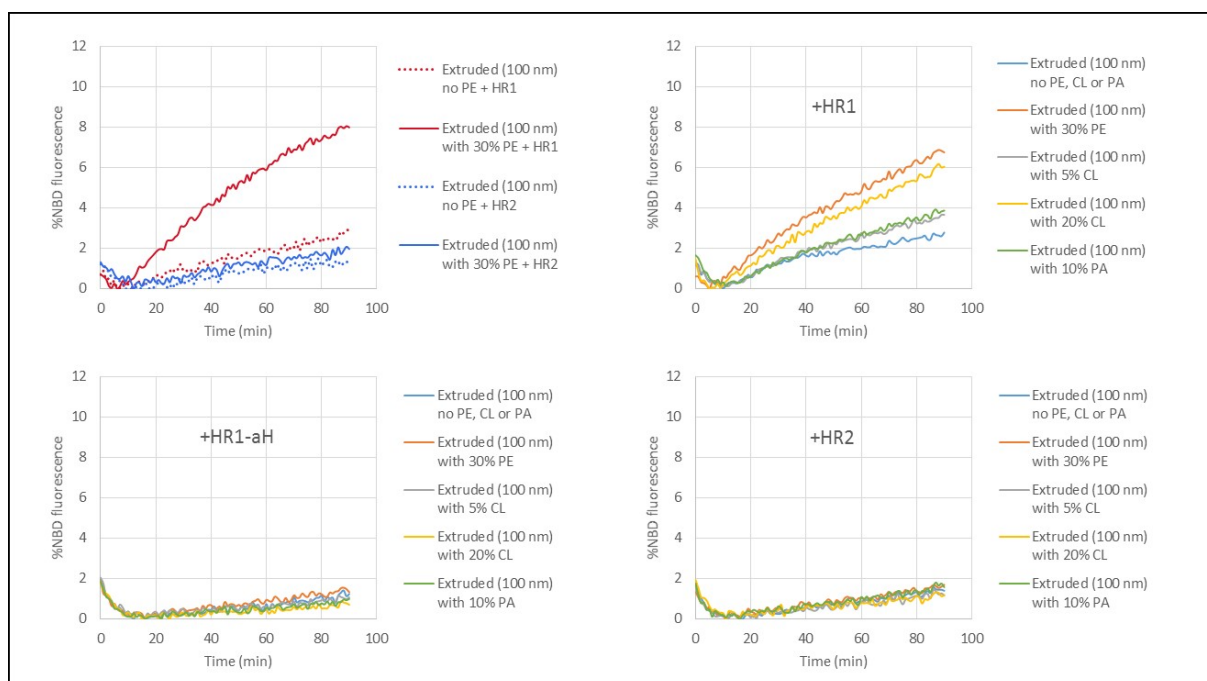 12
10
8
6
4
2
0
%NBD fluorescence
0 20 40 60 80 100
Time (min)
Extruded (100 nm)
no PE + HR1
Extruded (100 nm)
with 30% PE + HR1
Extruded (100 nm)
no PE + HR2
Extruded (100 nm)
with 30% PE + HR2
12
10
8
6
4
2
0
%NBD fluorescence
+HR1
0 20 40 60 80 100
Time (min)
Extruded (100 nm)
no PE, CL or PA
Extruded (100 nm)
with 30% PE
Extruded (100 nm)
with 5% CL
Extruded (100 nm)
with 20% CL
Extruded (100 nm)
with 10% PA
12
10
8
6
4
2
0
%NBD fluorescence
+HR1-aH
0 20 40 60 80 100
Time (min)
Extruded (100 nm)
no PE, CL or PA
Extruded (100 nm)
with 30% PE
Extruded (100 nm)
with 5% CL
Extruded (100 nm)
with 20% CL
Extruded (100 nm)
with 10% PA
12
10
8
6
4
2
0
%NBD fluorescence
+HR2
0 20 40 60 80 100
Time (min)
Extruded (100 nm)
no PE, CL or PA
Extruded (100 nm)
with 30% PE
Extruded (100 nm)
with 5% CL
Extruded (100 nm)
with 20% CL
Extruded (100 nm)
with 10% PA